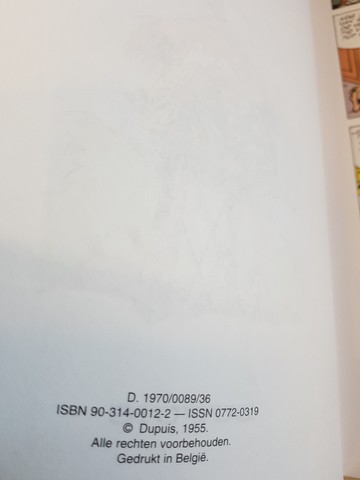 D. 1970/0089/36
ISBN 90-314-0012-2 — ISSN 0772-0319
© Dupuis, 1955.
Alle rechten voorbehouden.
Gedrukt in België.